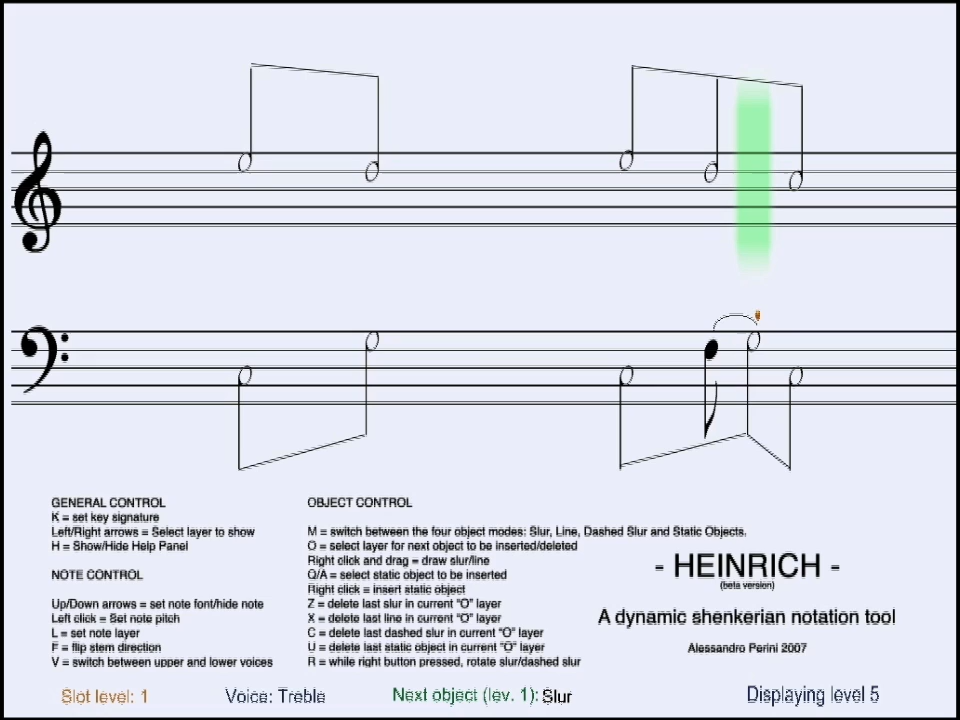 GENERAL CONTROL
K = set key signature
Left/Right arrows = Select layer to show
H = Show/Hide Help Panel
NOTE CONTROL
Up/Down arrows = set note font/hide note
Left click = Set note pitch
L = set note layer
F = flip stem direction
V = switch between upper and lower voices
OBJECT CONTROL
M = switch between the four object modes: Slur, Line, Dashed Slur and Static Objects.
O = select layer for next object to be inserted/deleted
Right click and drag = draw slur/line
Q/A = select static object to be inserted
Right click = insert static object
Z = delete last slur in current "O" layer
X = delete last line in current "O" layer
C = delete last dashed slur in current "O" layer
U = delete last static object in current "O" layer
R = while right button pressed, rotate slur/dashed slur
- HEINRICH -
(beta version)
A dynamic shenkerian notation tool
Alessandro Perini 2007
Slot level: 1
Voice: Treble
Next object (lev. 1): Slur
Displaying level 5